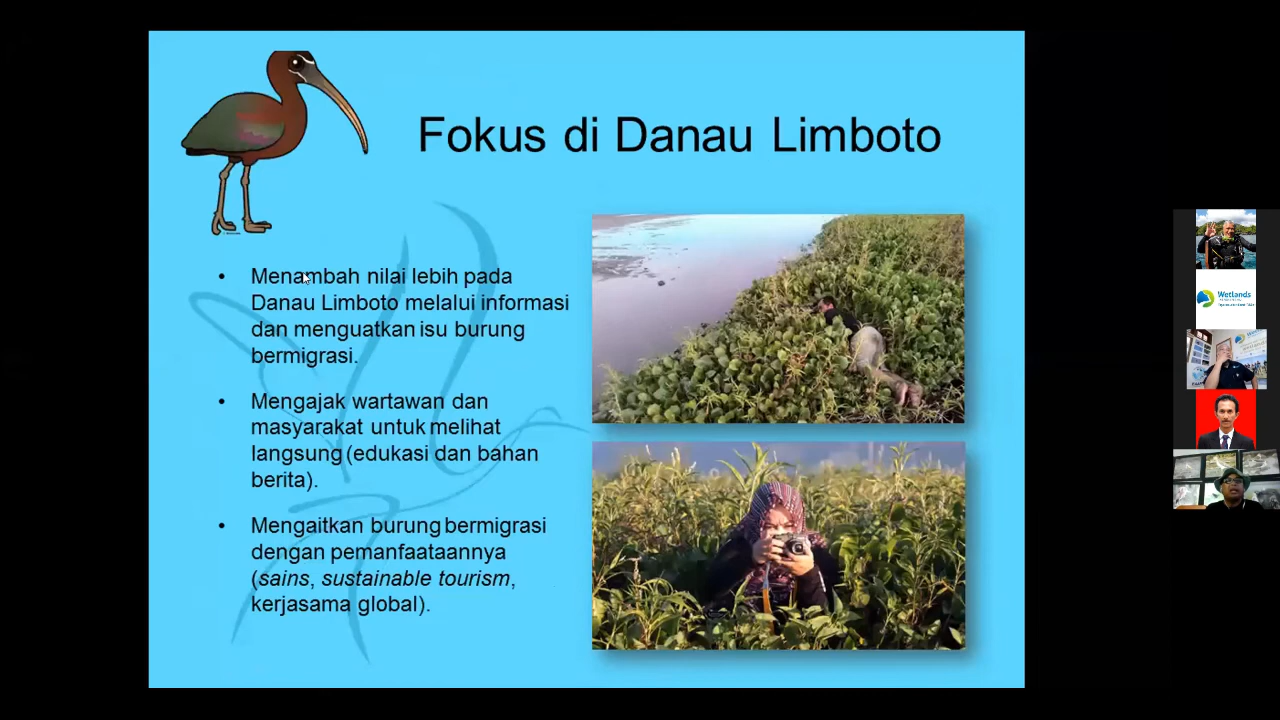 Fokus di Danau Limboto
• Menambah nilai lebih pada
Danau Limboto melalui informasi
dan menguatkan isu burung
bermigrasi.
• Mengajak wartawan dan
masyarakat untuk melihat
langsung (edukasi dan bahan
berita).
• Mengaitkan burung bermigrasi
dengan pemanfaataannya
(sains, sustainable tourism,
kerjasama global).
Wetlands